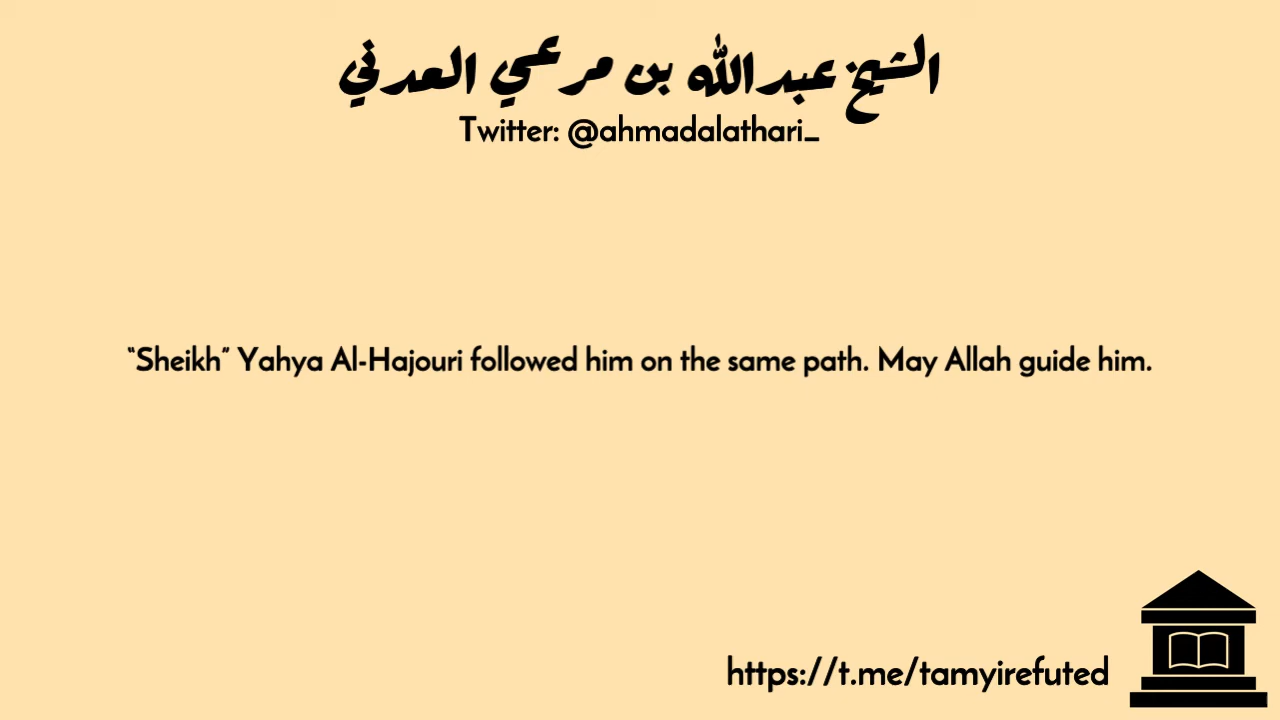 الشيخ عبدالله بن مرعي العدني
Twitter: @ahmadalathari_
“Sheikh” Yahya Al-Hajouri followed him on the same path. May Allah guide him.
https://t.me/tamyirefuted